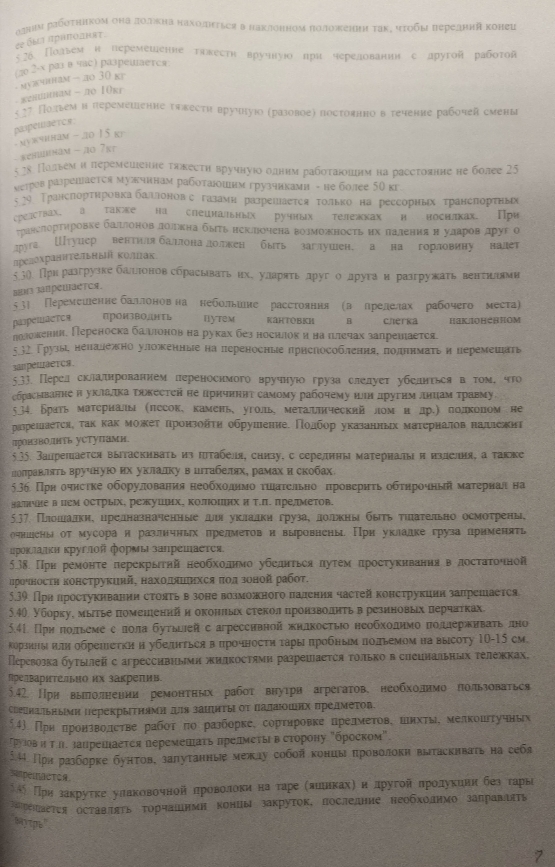 одним работником она должна находиться в наклонном положении так, чтобы передний конец
ее был приподнят.
5.26. Подъем и перемещение тяжести вручную при чередовании с другой работой
(до 2-х раз в час) разрешается:
- мужчинам – до 30 кг
- женщинам – до 10кг
5.27. Подъем и перемещение тяжести вручную (разовое) постоянно в течение рабочей смены
разрешается:
- мужчинам – до 15 кг
- женщинам – до 7кг
5.28. Подъем и перемещение тяжести вручную одним работающим на расстояние не более 25
метров разрешается мужчинам работающим грузчиками - не более 50 кг.
5.29. Транспортировка баллонов с газами разрешается только на рессорных транспортных
средствах, а также на специальных ручных тележках и носилках. При
транспортировке баллонов должна быть исключена возможность их падения и ударов друг о
друга. Штуцер вентиля баллона должен быть заглушен, а на горловину надет
предохранительный колпак.
5.30. При разгрузке баллонов сбрасывать их, ударять друг о друга и разгружать вентилями
вниз запрещается.
5.31. Перемещение баллонов на небольшие расстояния (в пределах рабочего места)
разрешается производить путем кантовки в слегка наклоненном
положении. Переноска баллонов на руках без носилок и на плечах запрещается.
5.32. Грузы, ненадежно уложенные на переносные приспособления, поднимать и перемещать
запрещается.
5.33. Перед складированием переносимого вручную груза следует убедиться в том, что
сбрасывание и укладка тяжестей не причинит самому рабочему или другим лицам травму.
5.34. Брать материалы (песок, камень, уголь, металлический лом и др.) подкопом не
разрешается, так как может произойти обрушение. Подбор указанных материалов надлежит
производить уступами.
5.35. Запрещается вытаскивать из штабеля, снизу, с середины материалы и изделия, а также
поправлять вручную их укладку в штабелях, рамах и скобах.
5.36. При очистке оборудования необходимо тщательно проверить обтирочный материал на
наличие в нем острых, режущих, колющих и т.п. предметов.
5.37. Площадки, предназначенные для укладки груза, должны быть тщательно осмотрены,
очищены от мусора и различных предметов и выровнены. При укладке груза применять
прокладки круглой формы запрещается.
5.38. При ремонте перекрытий необходимо убедиться путем простукивания в достаточной
прочности конструкций, находящихся под зоной работ.
5.39. При простукивании стоять в зоне возможного падения частей конструкции запрещается.
5.40. Уборку, мытье помещений и оконных стекол производить в резиновых перчатках.
5.41. При подъеме с пола бутылей с агрессивной жидкостью необходимо поддерживать дно
корзины или обрешетки и убедиться в прочности тары пробным подъемом на высоту 10-15 см.
Перевозка бутылей с агрессивными жидкостями разрешается только в специальных тележках,
предварительно их закрепив.
5.42. При выполнении ремонтных работ внутри агрегатов, необходимо пользоваться
специальными перекрытиями для защиты от падающих предметов.
5.43. При производстве работ по разборке, сортировке предметов, шихты, мелкоштучных
грузов и т.п. запрещается перемещать предметы в сторону "броском".
5.44. При разборке бунтов, запутанные между собой концы проволоки вытаскивать на себя
запрещается.
5.45. При закрутке упаковочной проволоки на таре (ящиках) и другой продукции без тары
запрещается оставлять торчащими концы закруток, последние необходимо заправлять
"внутрь"
7